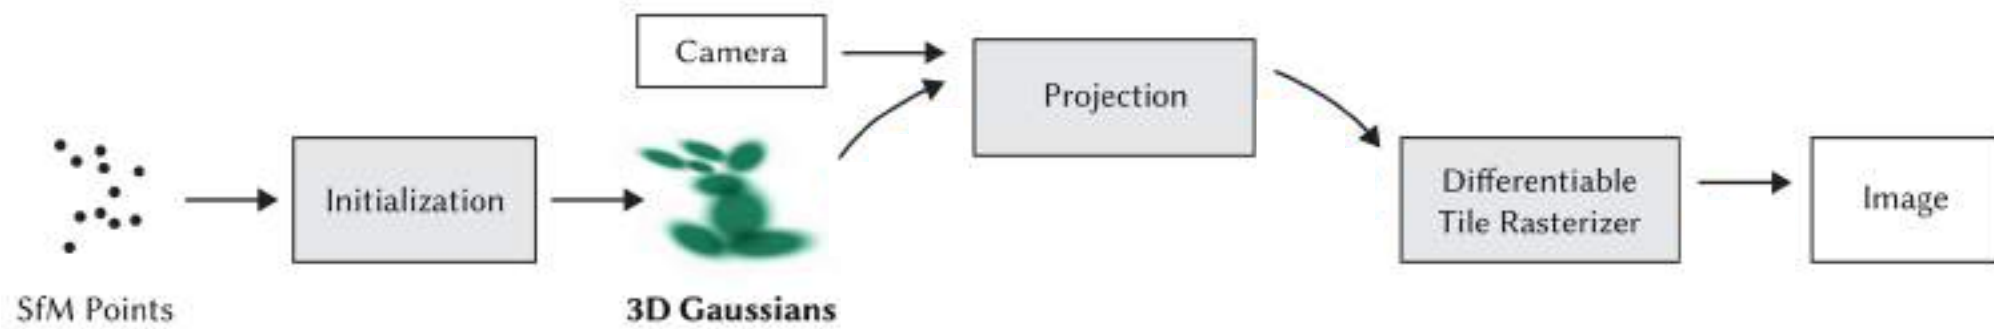 Camera
Projection
Initialization
Differentiable
Tile Rasterizer
Image
SfM Points
3D Gaussians